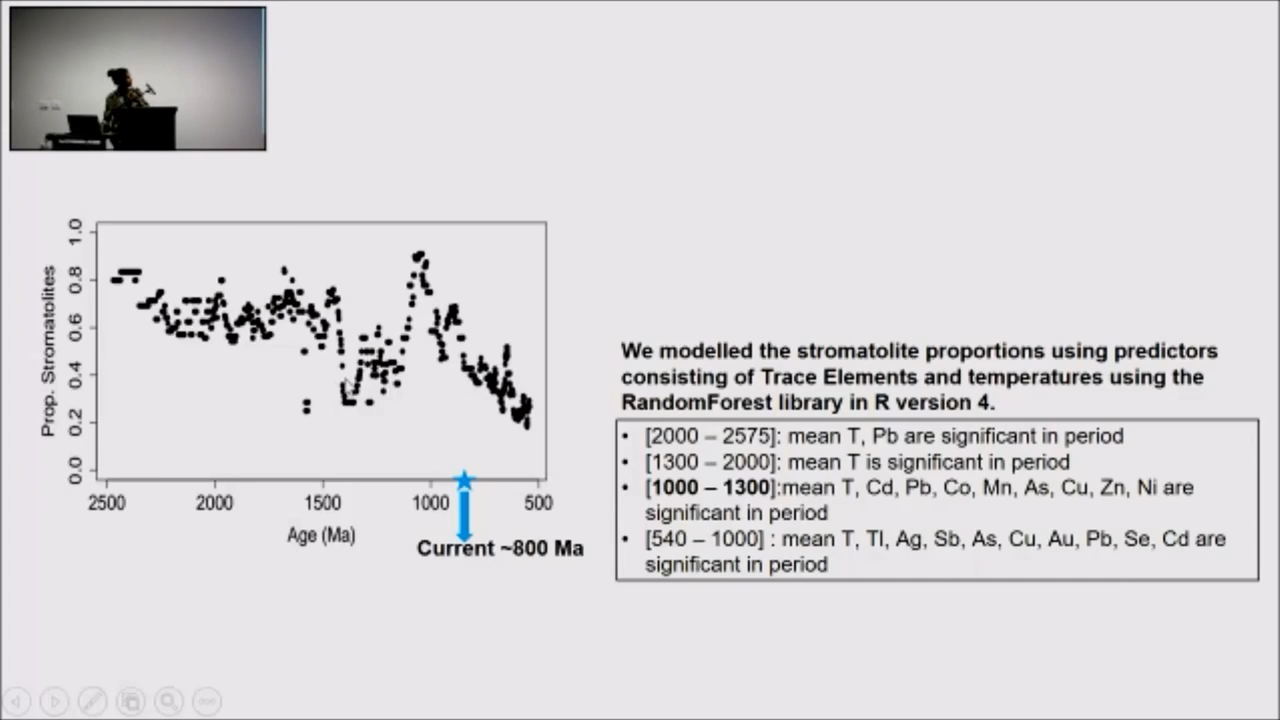 Prop. Stromatolites
1.0
0.8
0.6
0.4
0.2
0.0
2500 2000 1500 1000 500
Age (Ma)
Current ~800 Ma
We modelled the stromatolite proportions using predictors
consisting of Trace Elements and temperatures using the
RandomForest library in R version 4.
• [2000 – 2575]: mean T, Pb are significant in period
• [1300 – 2000]: mean T is significant in period
• [1000 – 1300]:mean T, Cd, Pb, Co, Mn, As, Cu, Zn, Ni are
significant in period
• [540 – 1000] : mean T, Tl, Ag, Sb, As, Cu, Au, Pb, Se, Cd are
significant in period